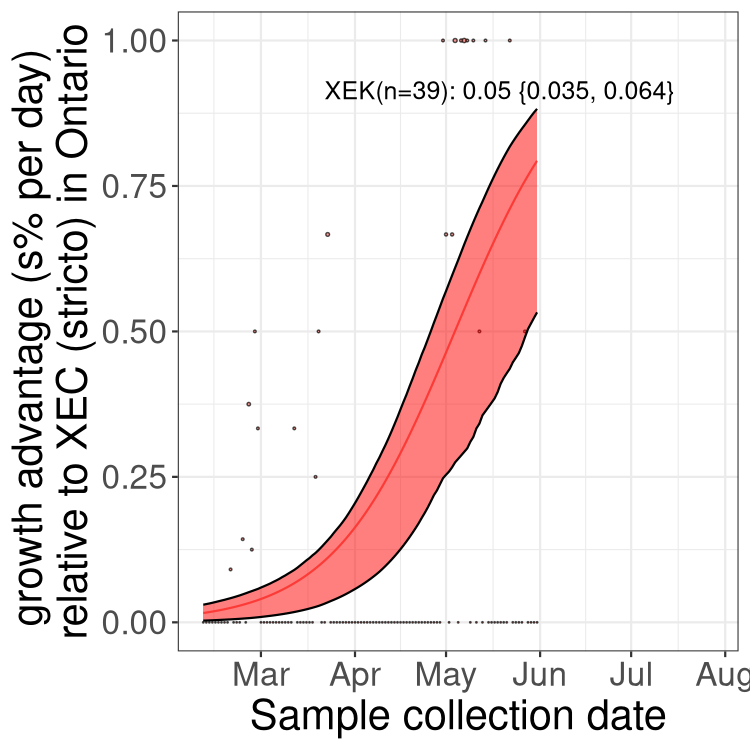 growth advantage (s% per day)
relative to XEC (stricto) in Ontario
1.00
0.75
0.50
0.25
0.00
XEK(n=39): 0.05 {0.035, 0.064}
Mar Apr May Jun Jul Aug
Sample collection date